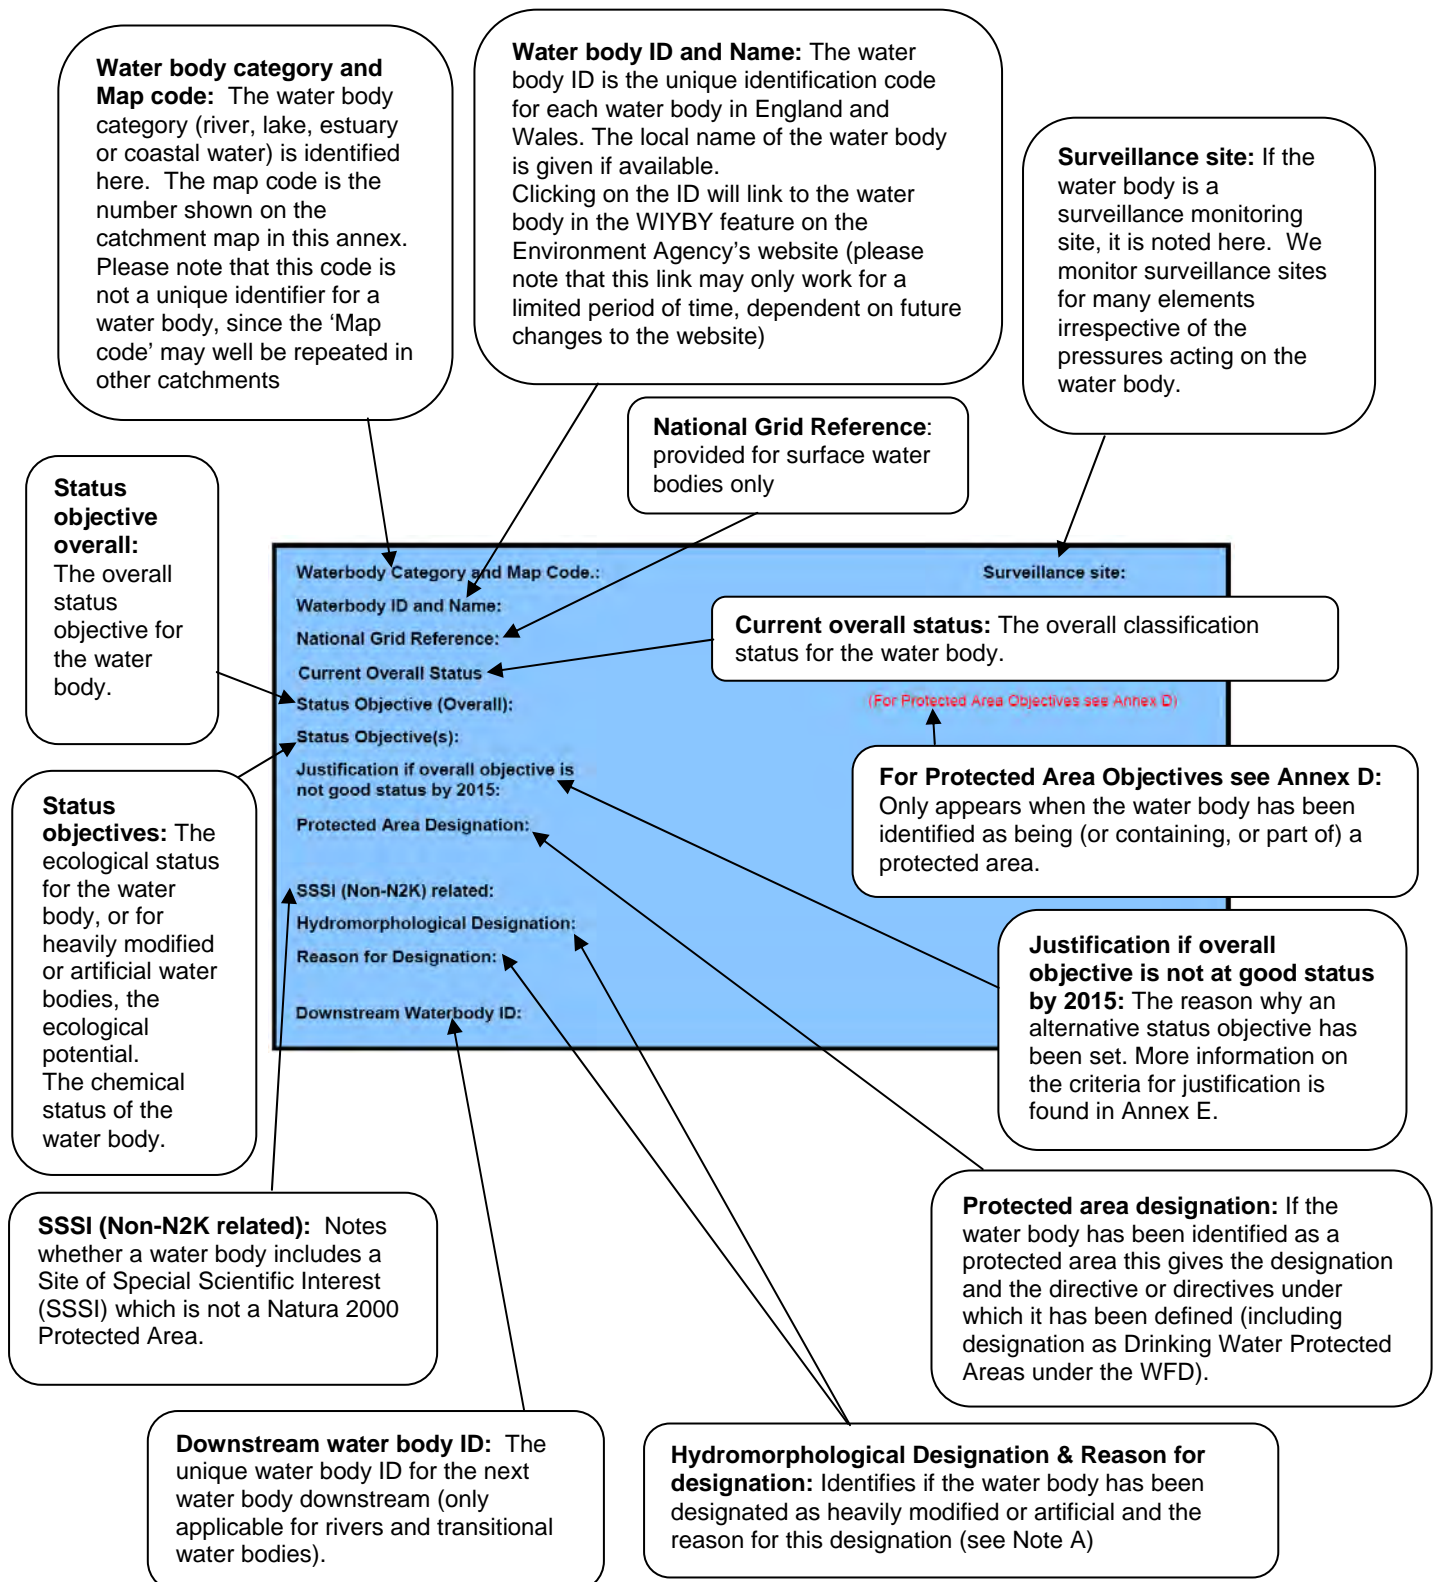 Water body category and
Map code: The water body
category (river, lake, estuary
or coastal water) is identified
here. The map code is the
number shown on the
catchment map in this annex.
Please note that this code is
not a unique identifier for a
water body, since the ‘Map
code’ may well be repeated in
other catchments
Water body ID and Name: The water
body ID is the unique identification code
for each water body in England and
Wales. The local name of the water body
is given if available.
Clicking on the ID will link to the water
body in the WIYBY feature on the
Environment Agency’s website (please
note that this link may only work for a
limited period of time, dependent on future
changes to the website)
Surveillance site: If the
water body is a
surveillance monitoring
site, it is noted here. We
monitor surveillance sites
for many elements
irrespective of the
pressures acting on the
water body.
National Grid Reference:
provided for surface water
bodies only
Status
objective
overall:
The overall
status
objective for
the water
body.
Waterbody Category and Map Code.:
Surveillance site:
Waterbody ID and Name:
National Grid Reference:
Current overall status: The overall classification
status for the water body.
Current Overall Status
Status Objective (Overall):
(For Protected Area Objectives see Annex D)
Status Objective(s):
Justification if overall objective is
not good status by 2015:
For Protected Area Objectives see Annex D:
Only appears when the water body has been
identified as being (or containing, or part of) a
protected area.
Protected Area Designation:
Status
objectives: The
ecological status
for the water
body, or for
heavily modified
or artificial water
bodies, the
ecological
potential.
The chemical
status of the
water body.
SSSI (Non-N2K) related:
Hydromorphological Designation:
Reason for Designation:
Downstream Waterbody ID:
Justification if overall
objective is not at good status
by 2015: The reason why an
alternative status objective has
been set. More information on
the criteria for justification is
found in Annex E.
SSSI (Non-N2K related): Notes
whether a water body includes a
Site of Special Scientific Interest
(SSSI) which is not a Natura 2000
Protected Area.
Protected area designation: If the
water body has been identified as a
protected area this gives the designation
and the directive or directives under
which it has been defined (including
designation as Drinking Water Protected
Areas under the WFD).
Downstream water body ID: The
unique water body ID for the next
water body downstream (only
applicable for rivers and transitional
water bodies).
Hydromorphological Designation & Reason for
designation: Identifies if the water body has been
designated as heavily modified or artificial and the
reason for this designation (see Note A)